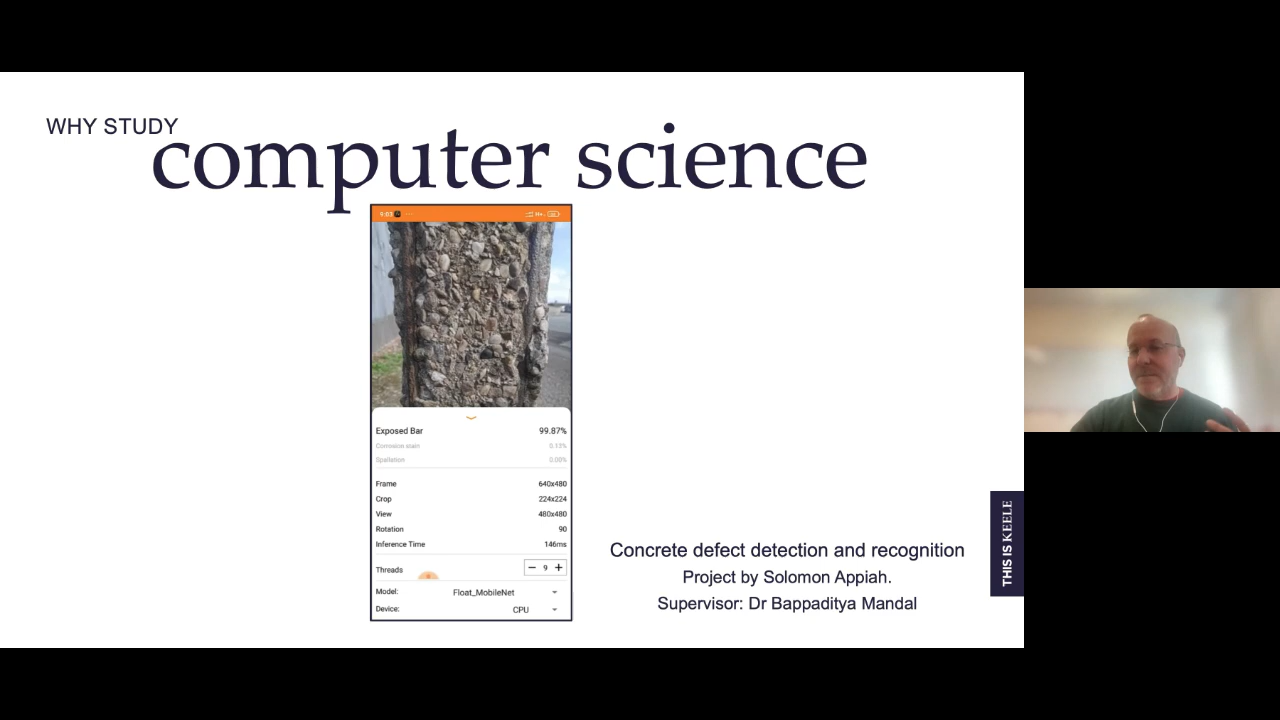 WHY STUDY
computer science
9:03
Exposed Bar 99.87%
Corrosion stain 0.13%
Spallation 0.00%
Frame 640x480
Crop 224x224
View 480x480
Rotation 90
Inference Time 146ms
Threads 9
Model: Float_MobileNet
Device: CPU
Concrete defect detection and recognition
Project by Solomon Appiah.
Supervisor: Dr Bappaditya Mandal
THIS IS KEELE